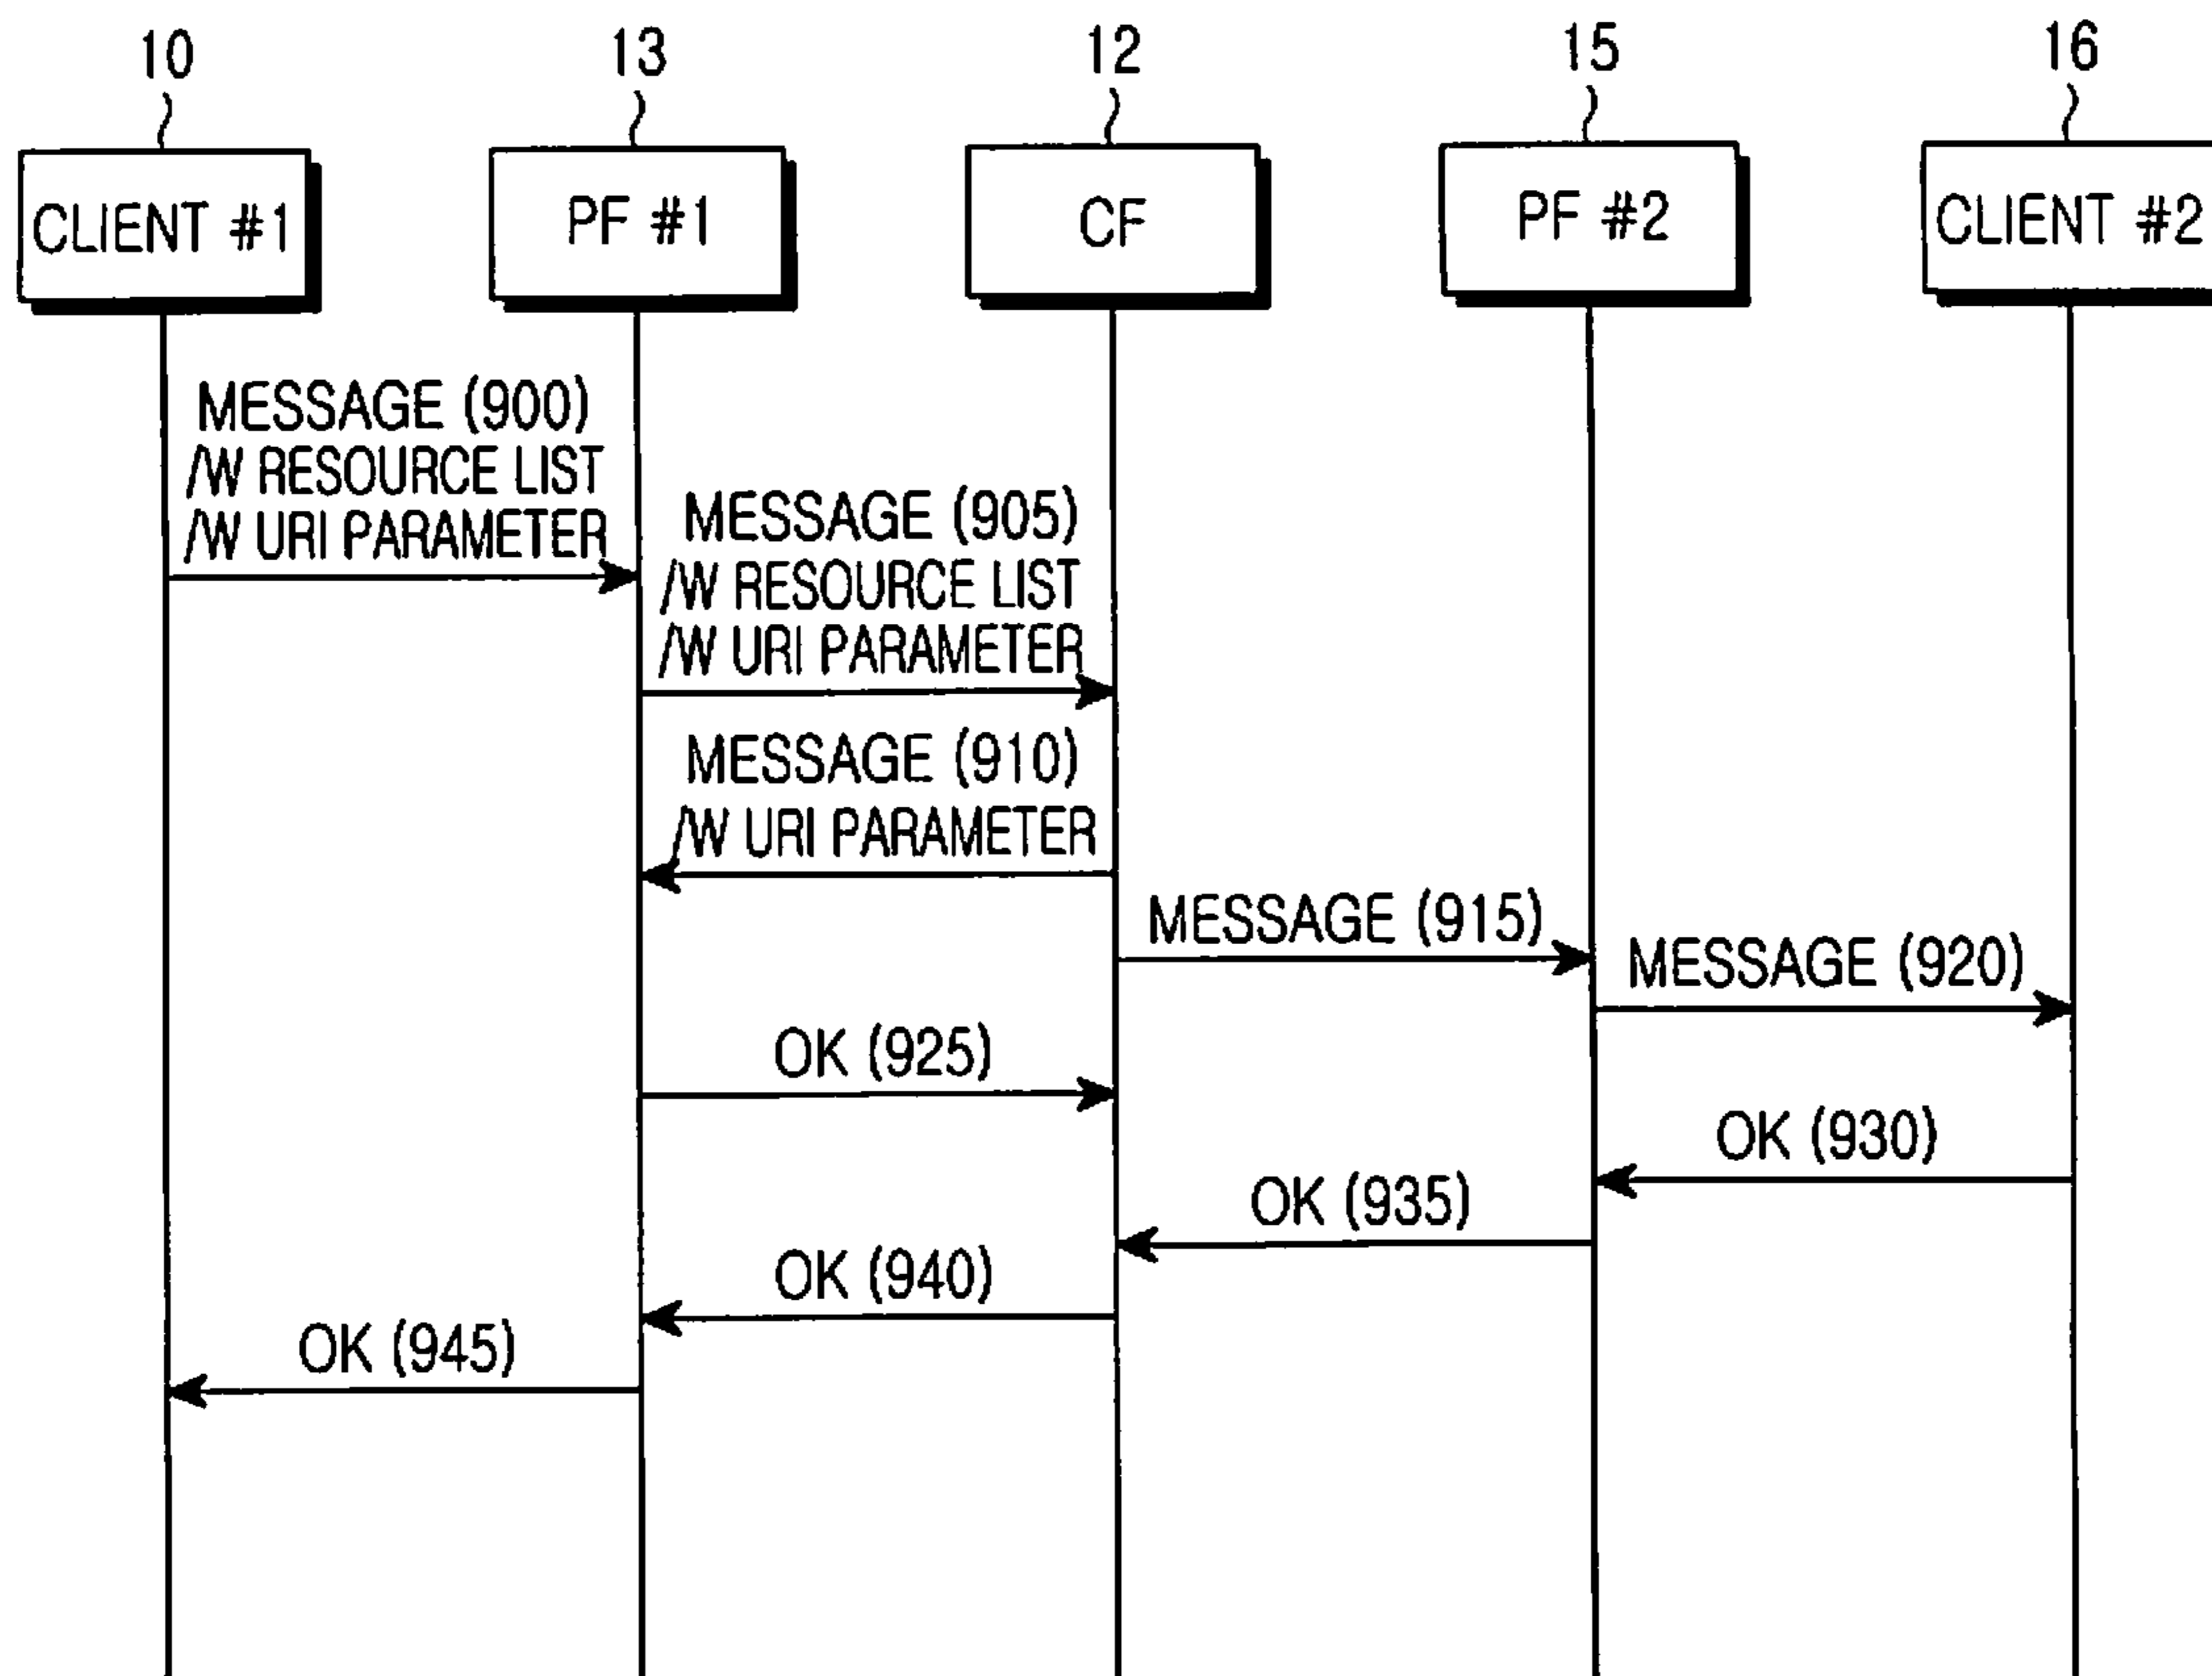 10
13
12
15
16
CLIENT #1
PF #1
CF
PF #2
CLIENT #2
MESSAGE (900)
/W RESOURCE LIST
/W URI PARAMETER
MESSAGE (905)
/W RESOURCE LIST
/W URI PARAMETER
MESSAGE (910)
/W URI PARAMETER
MESSAGE (915)
MESSAGE (920)
OK (925)
OK (930)
OK (935)
OK (940)
OK (945)